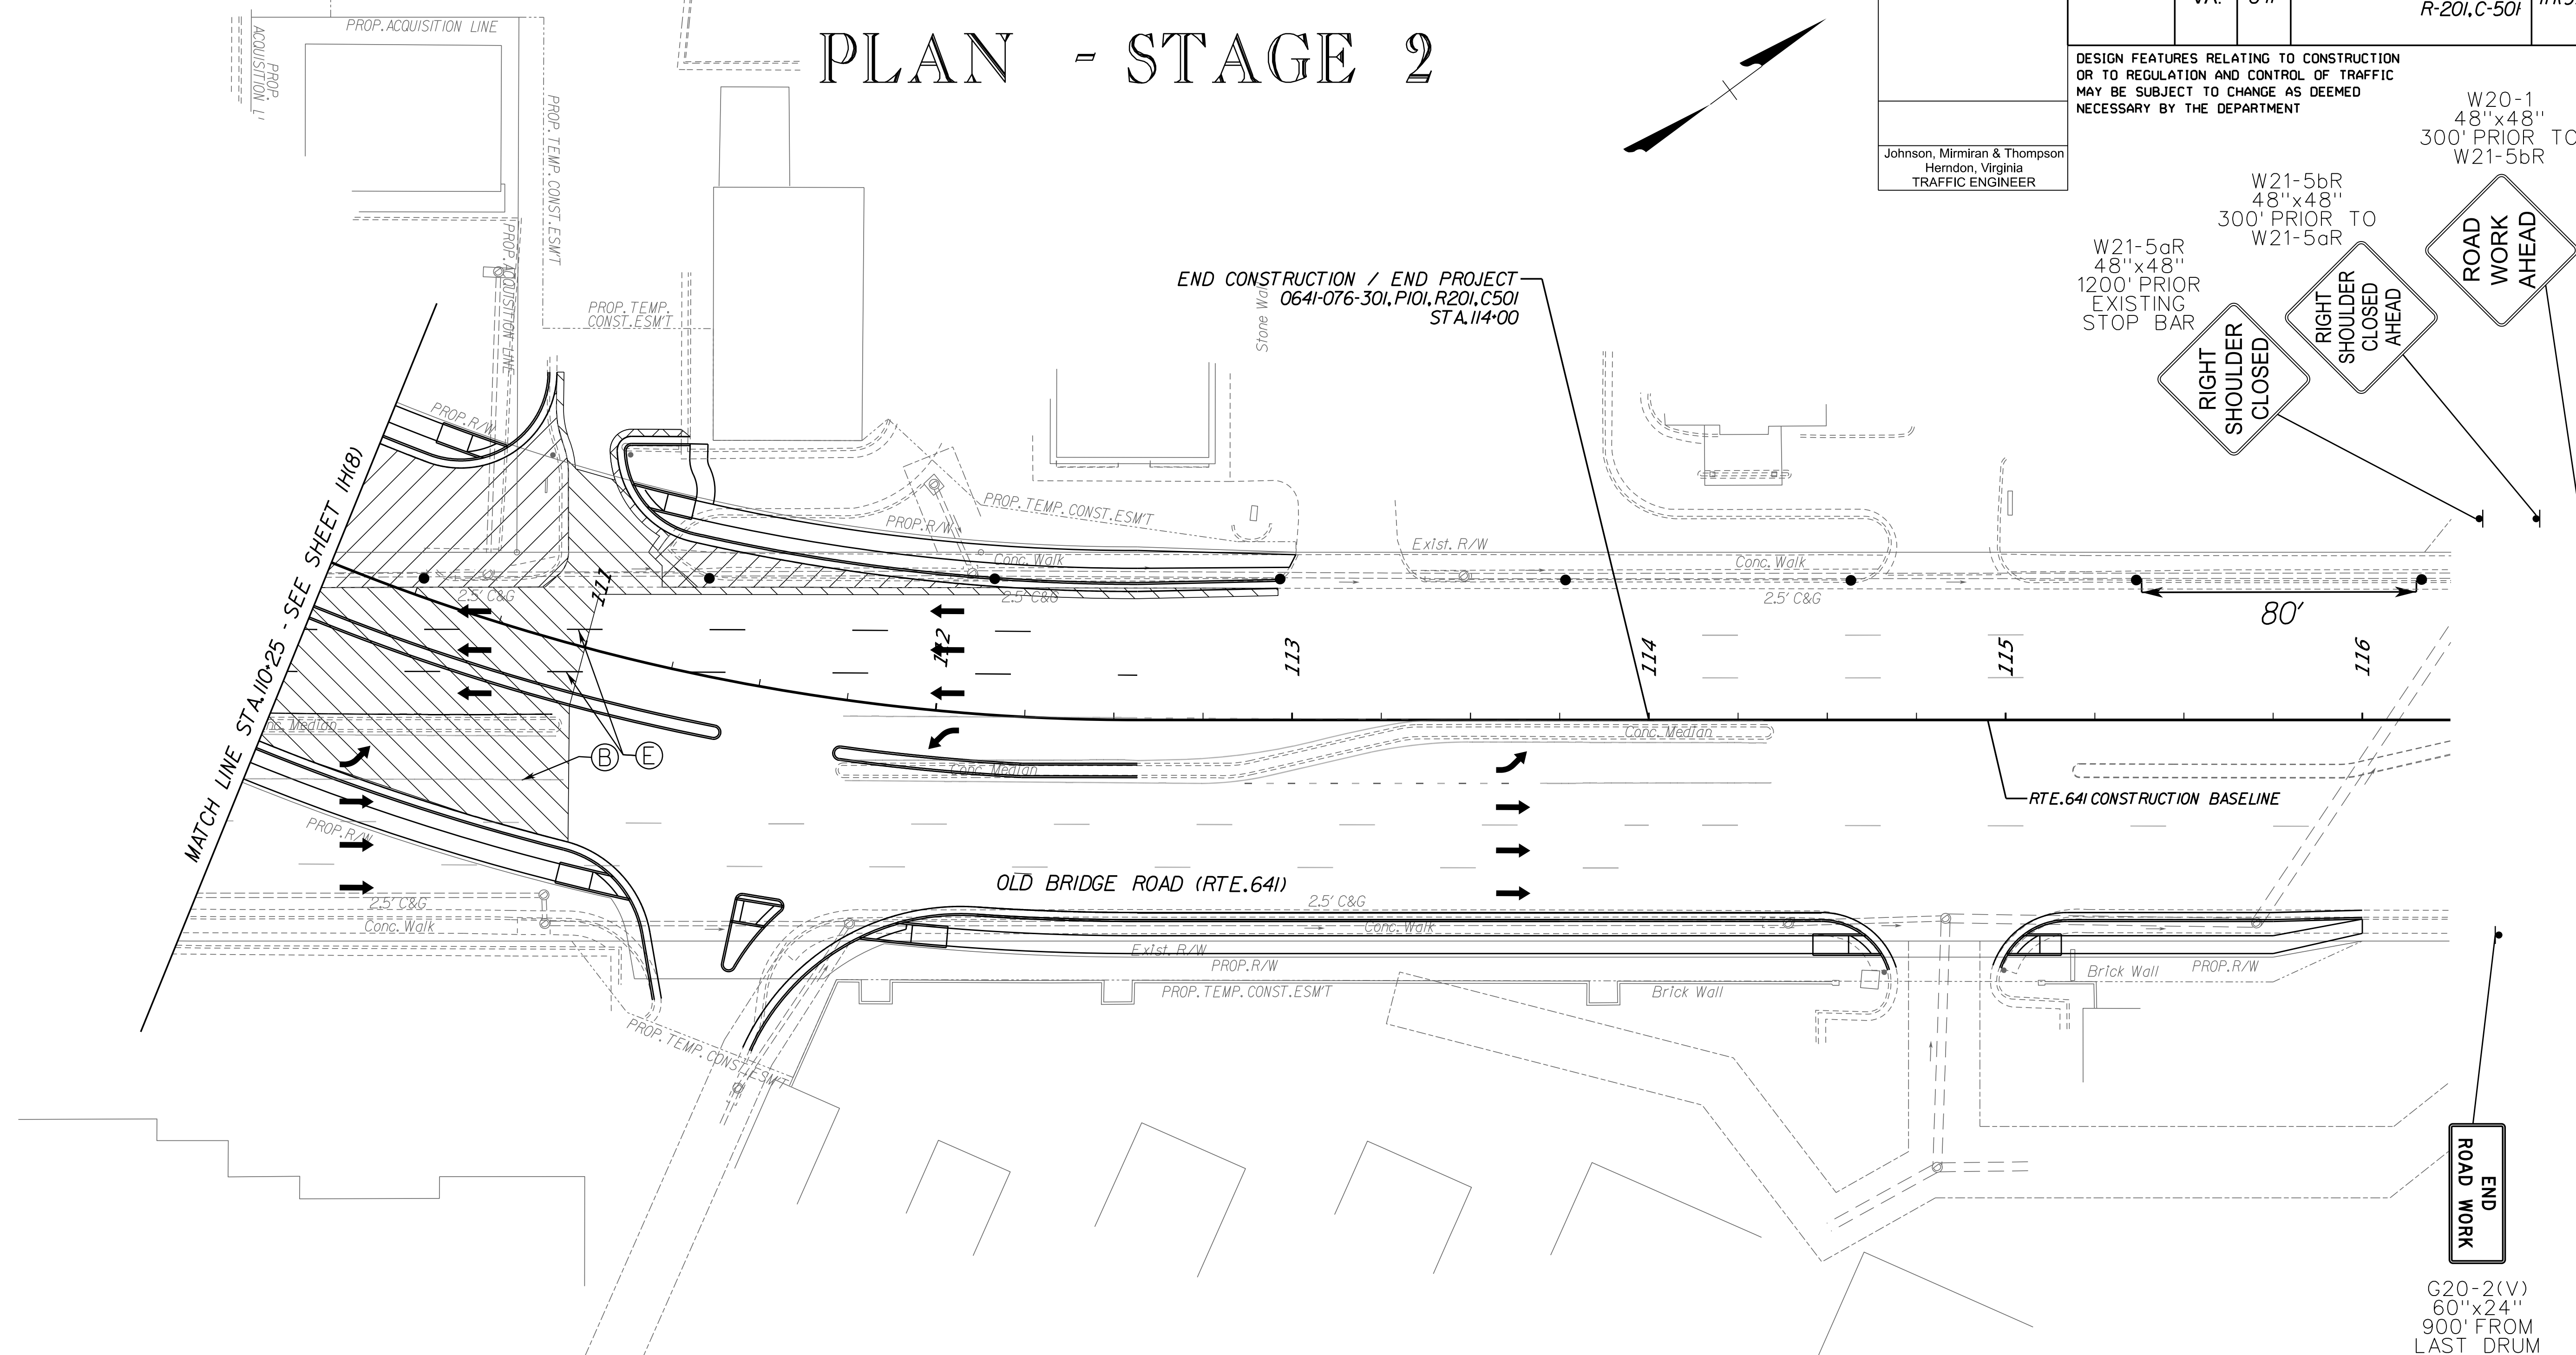 PLAN - STAGE 2
R-201, C-501
DESIGN FEATURES RELATING TO CONSTRUCTION
OR TO REGULATION AND CONTROL OF TRAFFIC
MAY BE SUBJECT TO CHANGE AS DEEMED
NECESSARY BY THE DEPARTMENT
Johnson, Mirmiran & Thompson
Herndon, Virginia
TRAFFIC ENGINEER
W20-1
48"x48"
300' PRIOR TO
W21-5bR
W21-5bR
48"x48"
300' PRIOR TO
W21-5aR
W21-5aR
48"x48"
1200' PRIOR
EXISTING
STOP BAR
ROAD
WORK
AHEAD
RIGHT
SHOULDER
CLOSED
AHEAD
RIGHT
SHOULDER
CLOSED
PROP. ACQUISITION LINE
PROP.
ACQUISITION
PROP. TEMP. CONST. ESM'T
PROP. ACQUISITION LINE
PROP. TEMP.
CONST. ESM'T
END CONSTRUCTION / END PROJECT
0641-076-301, P101, R201, C501
STA. 114+00
Stone Wall
PROP. R/W
PROP. R/W
PROP. TEMP. CONST. ESM'T
Conc. Walk
Exist. R/W
Conc. Walk
2.5' C&G
2.5' C&G
2.5' C&G
80'
111
112
113
114
115
116
MATCH LINE STA. 110+25 - SEE SHEET 1H(8)
Median
Conc. Median
Conc. Median
B
E
RTE. 641 CONSTRUCTION BASELINE
PROP. R/W
OLD BRIDGE ROAD (RTE. 641)
2.5' C&G
Conc. Walk
2.5' C&G
Conc. Walk
Exist. R/W
PROP. R/W
PROP. TEMP. CONST. ESM'T
Brick Wall
Brick Wall
PROP. R/W
PROP. TEMP. CONST. ESM'T
END
ROAD WORK
G20-2(V)
60"x24"
900' FROM
LAST DRUM